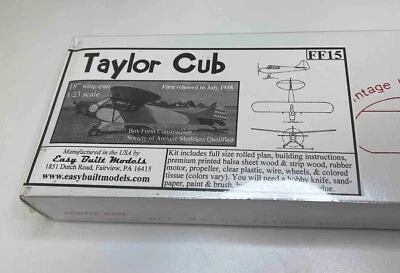 Taylor Cub
FF15
18" wingspan
1:23 scale
First released in July, 1938
Box Form Construction
Society of Antique Modelers Qualified
Manufactured in the USA by
Easy Built Models
1851 Dutch Road, Fairview, PA 16415
www.easybuiltmodels.com
Kit includes full size rolled plan, building instructions,
premium printed balsa sheet wood & strip wood, rubber
motor, propeller, clear plastic, wire, wheels, & colored
tissue (colors vary). You will need a hobby knife, sand-
paper, paint & brush,